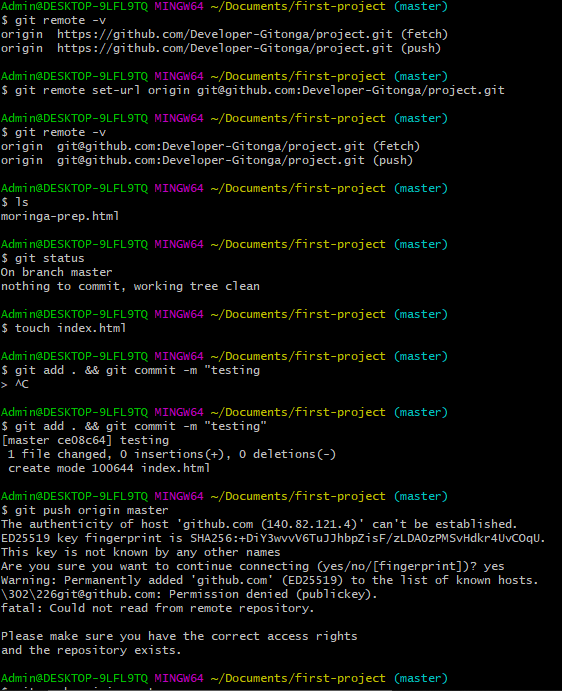 Admin@DESKTOP-9LFL9TQ MINGW64 ~/Documents/first-project (master)
$ git remote -v
origin  https://github.com/Developer-Gitonga/project.git (fetch)
origin  https://github.com/Developer-Gitonga/project.git (push)
Admin@DESKTOP-9LFL9TQ MINGW64 ~/Documents/first-project (master)
$ git remote set-url origin git@github.com:Developer-Gitonga/project.git
Admin@DESKTOP-9LFL9TQ MINGW64 ~/Documents/first-project (master)
$ git remote -v
origin  git@github.com:Developer-Gitonga/project.git (fetch)
origin  git@github.com:Developer-Gitonga/project.git (push)
Admin@DESKTOP-9LFL9TQ MINGW64 ~/Documents/first-project (master)
$ ls
moringa-prep.html
Admin@DESKTOP-9LFL9TQ MINGW64 ~/Documents/first-project (master)
$ git status
On branch master
nothing to commit, working tree clean
Admin@DESKTOP-9LFL9TQ MINGW64 ~/Documents/first-project (master)
$ touch index.html
Admin@DESKTOP-9LFL9TQ MINGW64 ~/Documents/first-project (master)
$ git add . && git commit -m "testing
> ^C
Admin@DESKTOP-9LFL9TQ MINGW64 ~/Documents/first-project (master)
$ git add . && git commit -m "testing"
[master ce08c64] testing
 1 file changed, 0 insertions(+), 0 deletions(-)
 create mode 100644 index.html
Admin@DESKTOP-9LFL9TQ MINGW64 ~/Documents/first-project (master)
$ git push origin master
The authenticity of host 'github.com (140.82.121.4)' can't be established.
ED25519 key fingerprint is SHA256:+DiY3wvvV6TuJJhbpZisF/zLDA0zPMSvHdkr4UvCOqU.
This key is not known by any other names
Are you sure you want to continue connecting (yes/no/[fingerprint])? yes
Warning: Permanently added 'github.com' (ED25519) to the list of known hosts.
\302\226git@github.com: Permission denied (publickey).
fatal: Could not read from remote repository.
Please make sure you have the correct access rights
and the repository exists.
Admin@DESKTOP-9LFL9TQ MINGW64 ~/Documents/first-project (master)